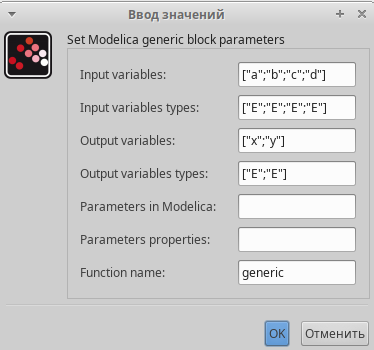 Ввод значений
Set Modelica generic block parameters
Input variables: ["a";"b";"c";"d"]
Input variables types: ["E";"E";"E";"E"]
Output variables: ["x";"y"]
Output variables types: ["E";"E"]
Parameters in Modelica:
Parameters properties:
Function name: generic
OK Отменить